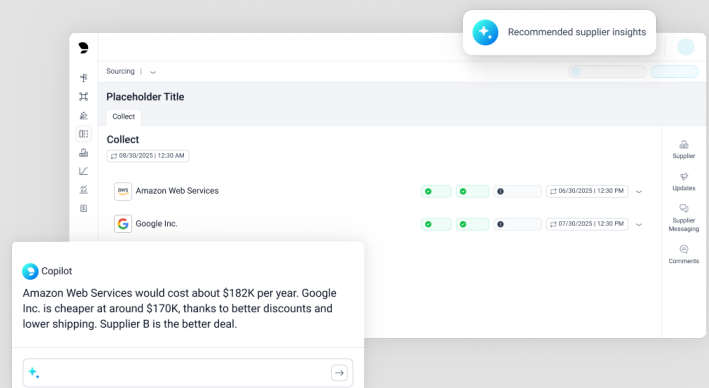 Recommended supplier insights
Sourcing
Placeholder Title
Collect
Collect
08/30/2025 | 12:30 AM
Supplier
aws
Amazon Web Services
06/30/2025 | 12:30 PM
Updates
Google Inc.
07/30/2025 | 12:30 PM
Supplier
Messaging
Comments
Copilot
Amazon Web Services would cost about $182K per year. Google
Inc. is cheaper at around $170K, thanks to better discounts and
lower shipping. Supplier B is the better deal.